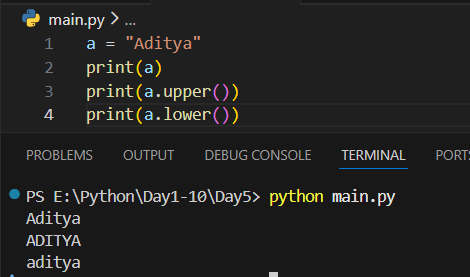 main.py > ...
1 a = "Aditya"
2 print(a)
3 print(a.upper())
4 print(a.lower())
PROBLEMS OUTPUT DEBUG CONSOLE TERMINAL PORTS
PS E:\Python\Day1-10\Day5> python main.py
Aditya
ADITYA
aditya